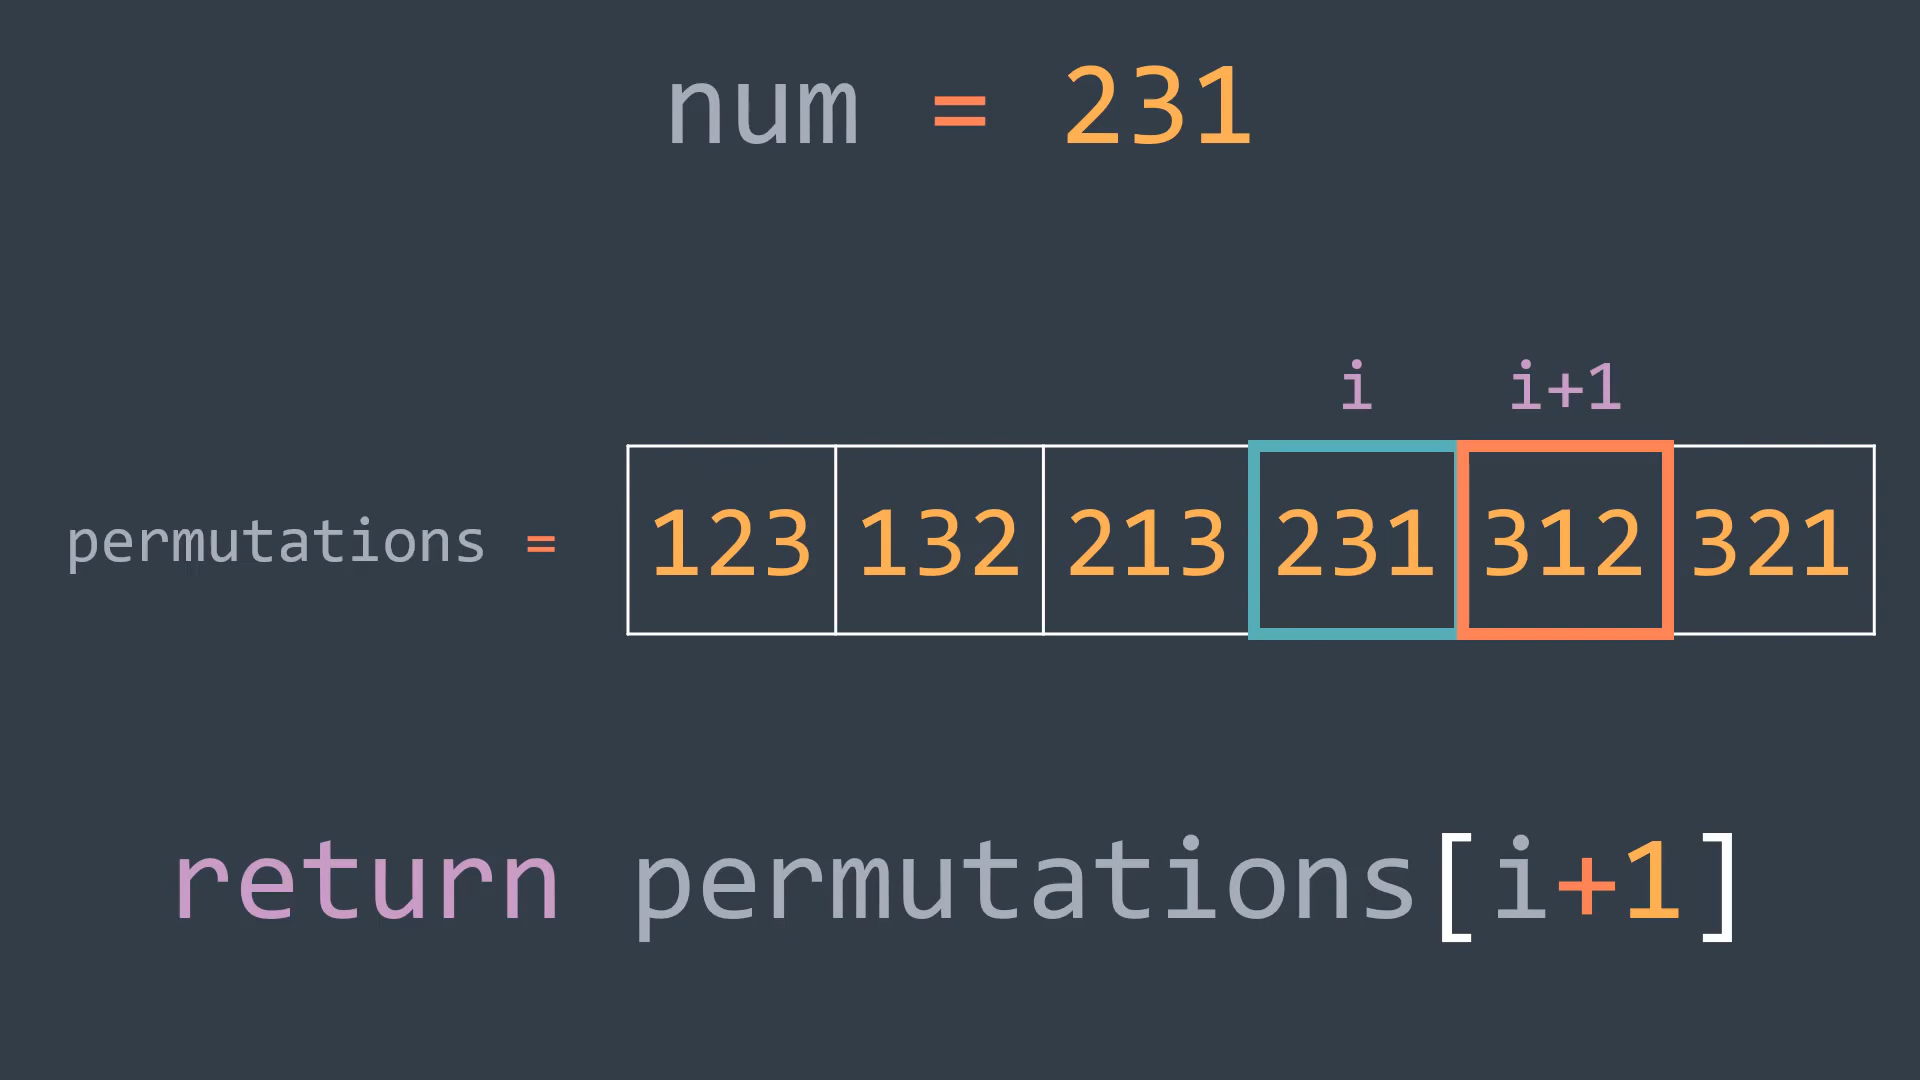 num = 231
i i+1
permutations = 123 132 213 231 312 321
return permutations[i+1]